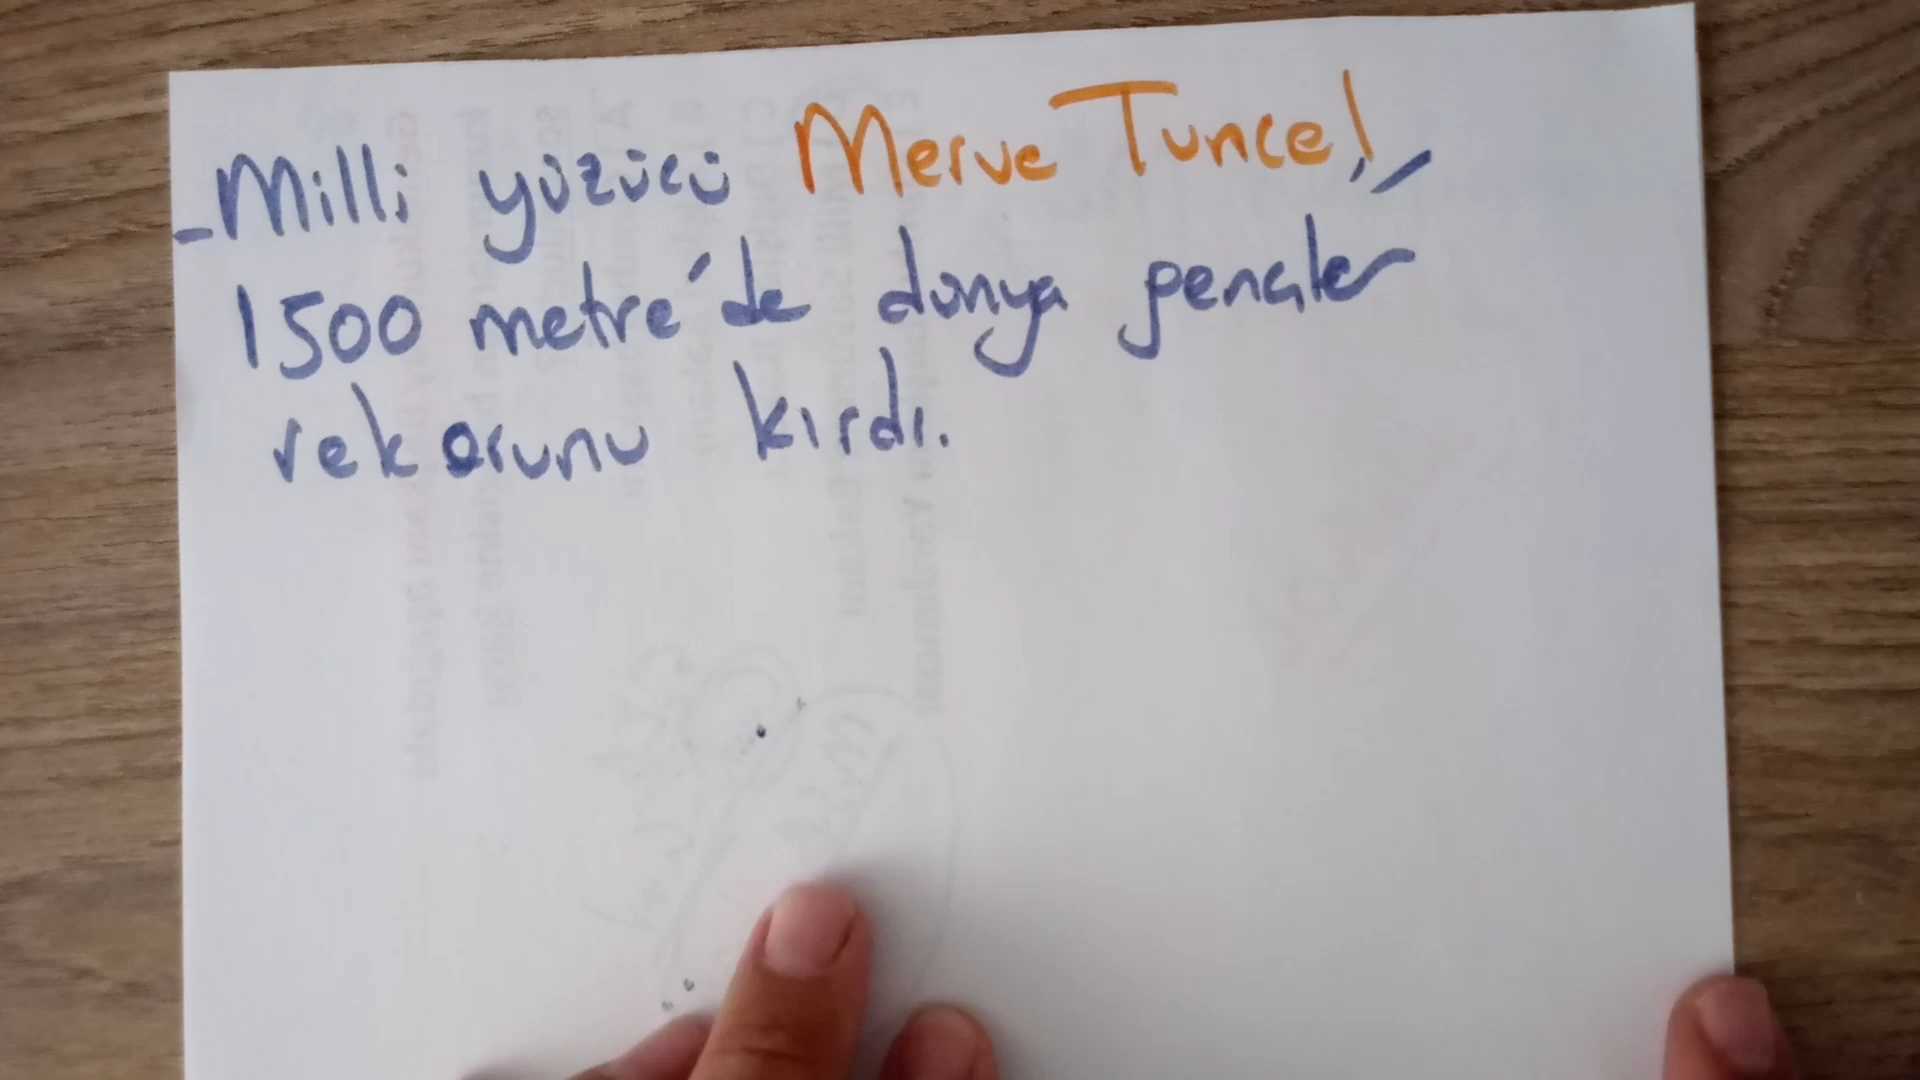 - Milli yüzücü Merve Tuncel,
1500 metre'de dünya gençler
rekorunu kırdı.